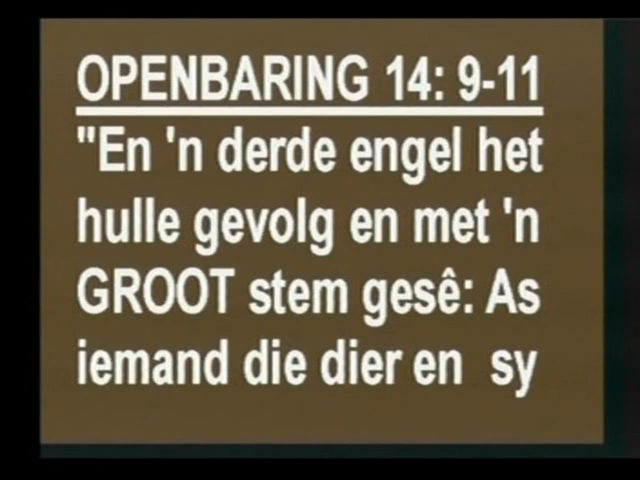 OPENBARING 14: 9-11
"En 'n derde engel het
hulle gevolg en met 'n
GROOT stem gesê: As
iemand die dier en sy